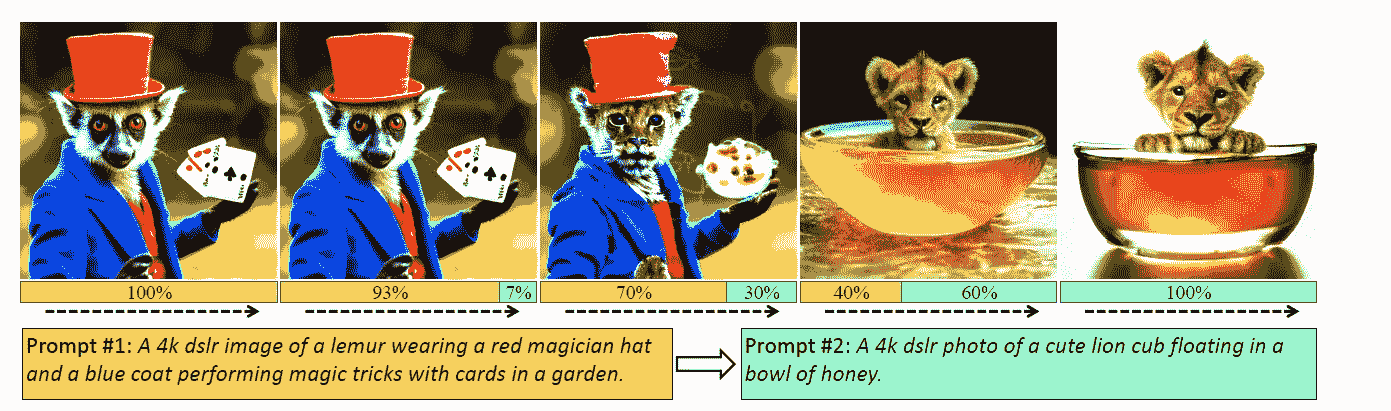 100%
93%
7%
70%
30%
40%
60%
100%
Prompt #1: A 4k dslr image of a lemur wearing a red magician hat
and a blue coat performing magic tricks with cards in a garden.
Prompt #2: A 4k dslr photo of a cute lion cub floating in a
bowl of honey.